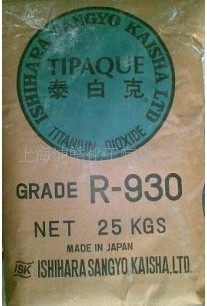 ISHIHARA SANGYO KAISHA LTD
TIPAQUE
泰白克
TITANIUM DIOXIDE
GRADE R-930
NET 25 KGS
MADE IN JAPAN
ISK ISHIHARA SANGYO KAISHA, LTD.